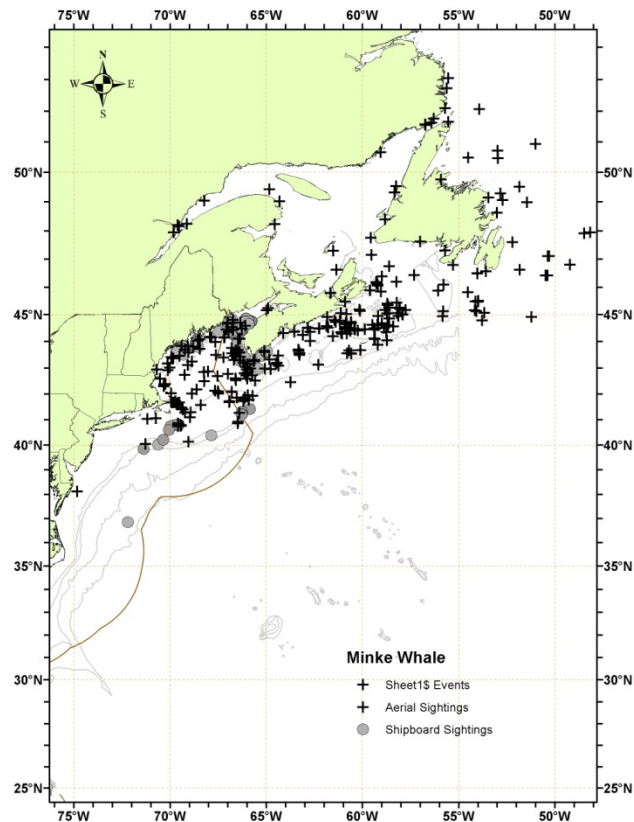 75°W 70°W 65°W 60°W 55°W 50°W
N
W E
S
50°N 50°N
45°N 45°N
40°N 40°N
35°N 35°N
30°N 30°N
25°N 25°N
Minke Whale
Sheet1$ Events
Aerial Sightings
Shipboard Sightings
75°W 70°W 65°W 60°W 55°W 50°W